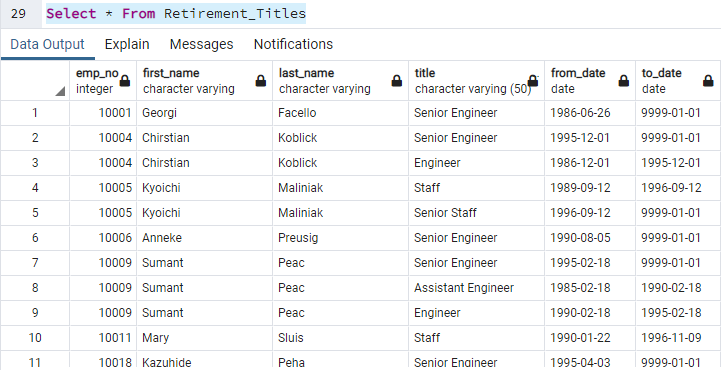 29 Select * From Retirement_Titles
Data Output Explain Messages Notifications
emp_no first_name last_name title from_date to_date
integer character varying character varying character varying (50) date date
1 10001 Georgi Facello Senior Engineer 1986-06-26 9999-01-01
2 10004 Chirstian Koblick Senior Engineer 1995-12-01 9999-01-01
3 10004 Chirstian Koblick Engineer 1986-12-01 1995-12-01
4 10005 Kyoichi Maliniak Staff 1989-09-12 1996-09-12
5 10005 Kyoichi Maliniak Senior Staff 1996-09-12 9999-01-01
6 10006 Anneke Preusig Senior Engineer 1990-08-05 9999-01-01
7 10009 Sumant Peac Senior Engineer 1995-02-18 9999-01-01
8 10009 Sumant Peac Assistant Engineer 1985-02-18 1990-02-18
9 10009 Sumant Peac Engineer 1990-02-18 1995-02-18
10 10011 Mary Sluis Staff 1990-01-22 1996-11-09
11 10018 Kazuhide Peha Senior Engineer 1995-04-03 9999-01-01